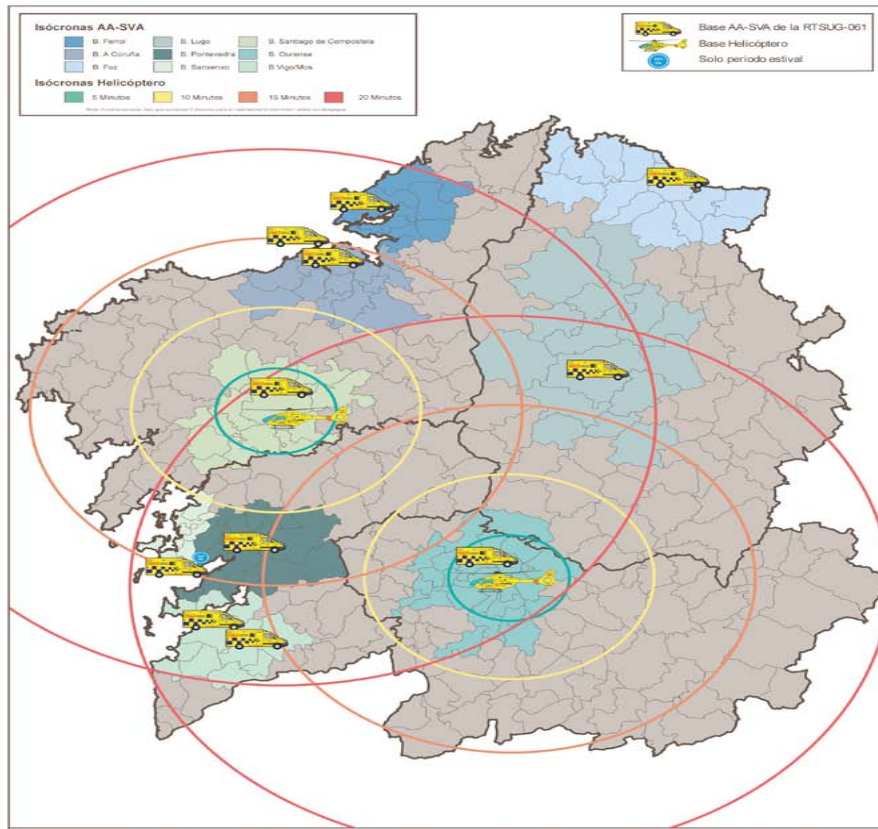 Isócronas AA-SVA
B. Ferrol
B. Lugo
B. Santiago de Compostela
B. A Coruña
B. Pontevedra
B. Ourense
B. Foz
B. Sanxenxo
B. Vigo/Mos
Isócronas Helicóptero
5 Minutos
10 Minutos
15 Minutos
20 Minutos
Base AA-SVA de la RTSUG-061
Base Helicóptero
Solo período estival